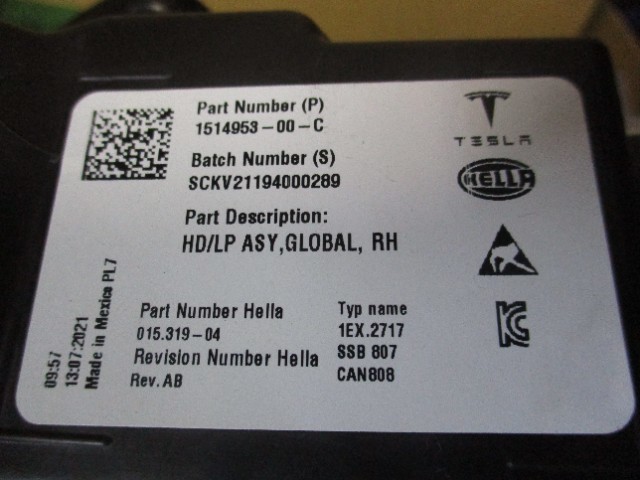 Part Number (P)
1514953-00-C
TESLA
Batch Number (S)
SCKV21194000289
HELLA
Part Description:
HD/LP ASY,GLOBAL, RH
Part Number Hella
015.319-04
Revision Number Hella
Rev. AB
Typ name
1EX.2717
SSB 807
CAN808
09:57
13:07:2021
Made in Mexico PL7